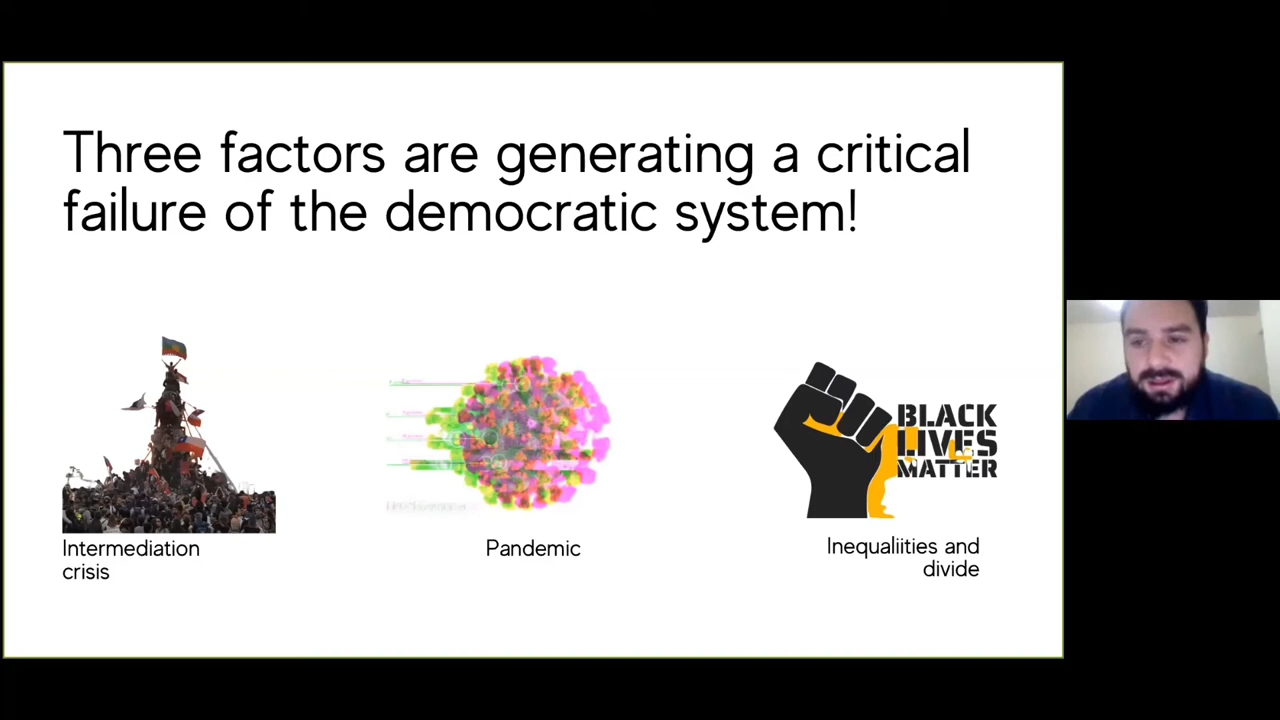 Three factors are generating a critical
failure of the democratic system!
BLACK
LIVES
MATTER
Intermediation
crisis
Pandemic
Inequaliities and
divide